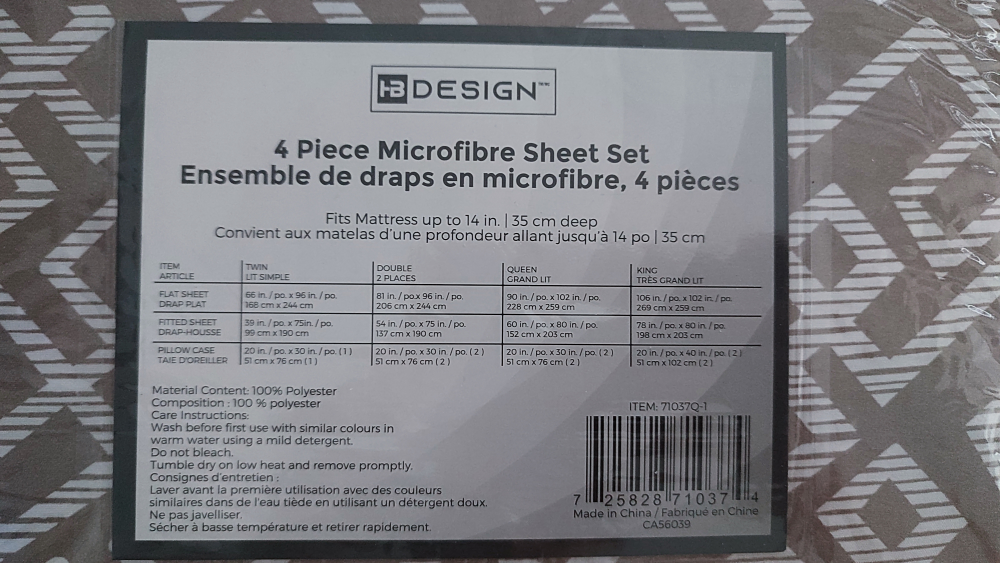 HB DESIGN™
4 Piece Microfibre Sheet Set
Ensemble de draps en microfibre, 4 pièces
Fits Mattress up to 14 in. | 35 cm deep
Convient aux matelas d'une profondeur allant jusqu'à 14 po | 35 cm
ITEM TWIN DOUBLE QUEEN KING
ARTICLE LIT SIMPLE 2 PLACES GRAND LIT TRÈS GRAND LIT
FLAT SHEET 66 in. / po. x 96 in. / po. 81 in. / po.x 96 in. / po. 90 in. / po. x 102 in. / po. 106 in. / po. x 102 in. / po.
DRAP PLAT 168 cm x 244 cm 206 cm x 244 cm 228 cm x 259 cm 269 cm x 259 cm
FITTED SHEET 39 in. / po. x 75in. / po. 54 in. / po. x 75 in. / po. 60 in. / po. x 80 in. / po. 78 in. / po. x 80 in. / po.
DRAP-HOUSSE 99 cm x 190 cm 137 cm x 190 cm 152 cm x 203 cm 198 cm x 203 cm
PILLOW CASE 20 in. / po. x 30 in. / po. (1) 20 in. / po. x 30 in. / po. (2) 20 in. / po. x 30 in. / po. (2) 20 in. / po. x 40 in. / po. (2)
TAIE D'OREILLER 51 cm x 76 cm (1) 51 cm x 76 cm (2) 51 cm x 76 cm (2) 51 cm x 102 cm (2)
Material Content: 100% Polyester
Composition : 100 % polyester
Care Instructions:
Wash before first use with similar colours in
warm water using a mild detergent.
Do not bleach.
Tumble dry on low heat and remove promptly.
Consignes d'entretien :
Laver avant la première utilisation avec des couleurs
similaires dans de l'eau tiède en utilisant un détergent doux.
Ne pas javelliser.
Sécher à basse température et retirer rapidement.
ITEM: 71037Q-1
7 25828 71037 4
Made in China / Fabriqué en Chine
CA56039